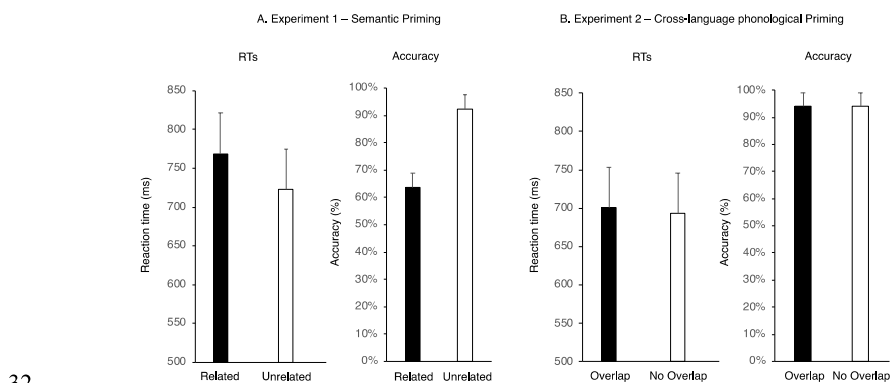 A. Experiment 1 – Semantic Priming
RTs
Accuracy
Reaction time (ms)
850
800
750
700
650
600
550
500
Related Unrelated
Accuracy (%)
100%
90%
80%
70%
60%
50%
40%
30%
20%
10%
0%
Related Unrelated
B. Experiment 2 – Cross-language phonological Priming
RTs
Accuracy
Reaction time (ms)
850
800
750
700
650
600
550
500
Overlap No Overlap
Accuracy (%)
100%
90%
80%
70%
60%
50%
40%
30%
20%
10%
0%
Overlap No Overlap
32